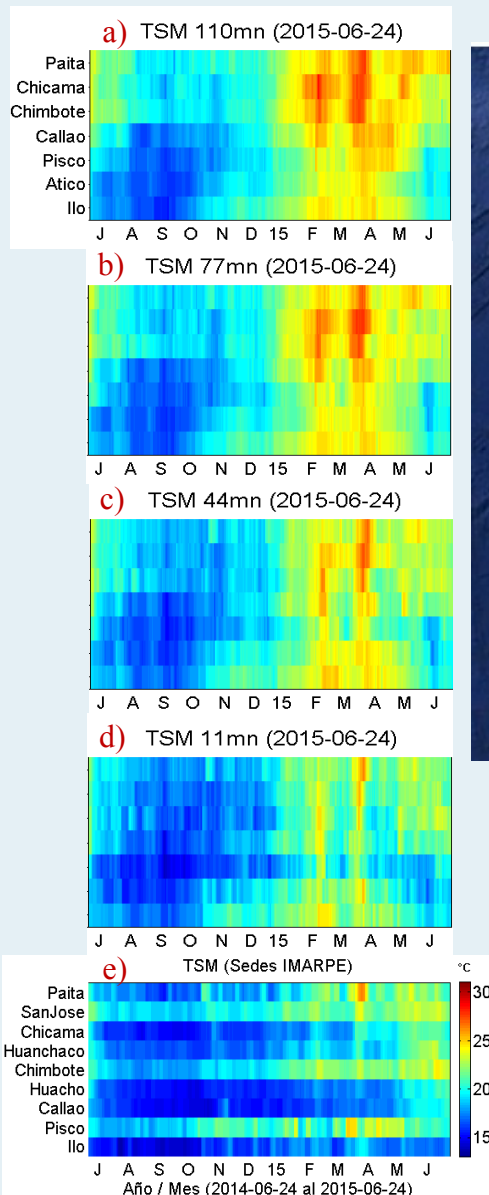 a) TSM 110mn (2015-06-24)
Paita
Chicama
Chimbote
Callao
Pisco
Atico
Ilo
J A S O N D 15 F M A M J
b) TSM 77mn (2015-06-24)
J A S O N D 15 F M A M J
c) TSM 44mn (2015-06-24)
J A S O N D 15 F M A M J
d) TSM 11mn (2015-06-24)
J A S O N D 15 F M A M J
e) TSM (Sedes IMARPE)
°C
Paita
SanJose
Chicama
Huanchaco
Chimbote
Huacho
Callao
Pisco
Ilo
30
25
20
15
J A S O N D 15 F M A M J
Año / Mes (2014-06-24 al 2015-06-24)